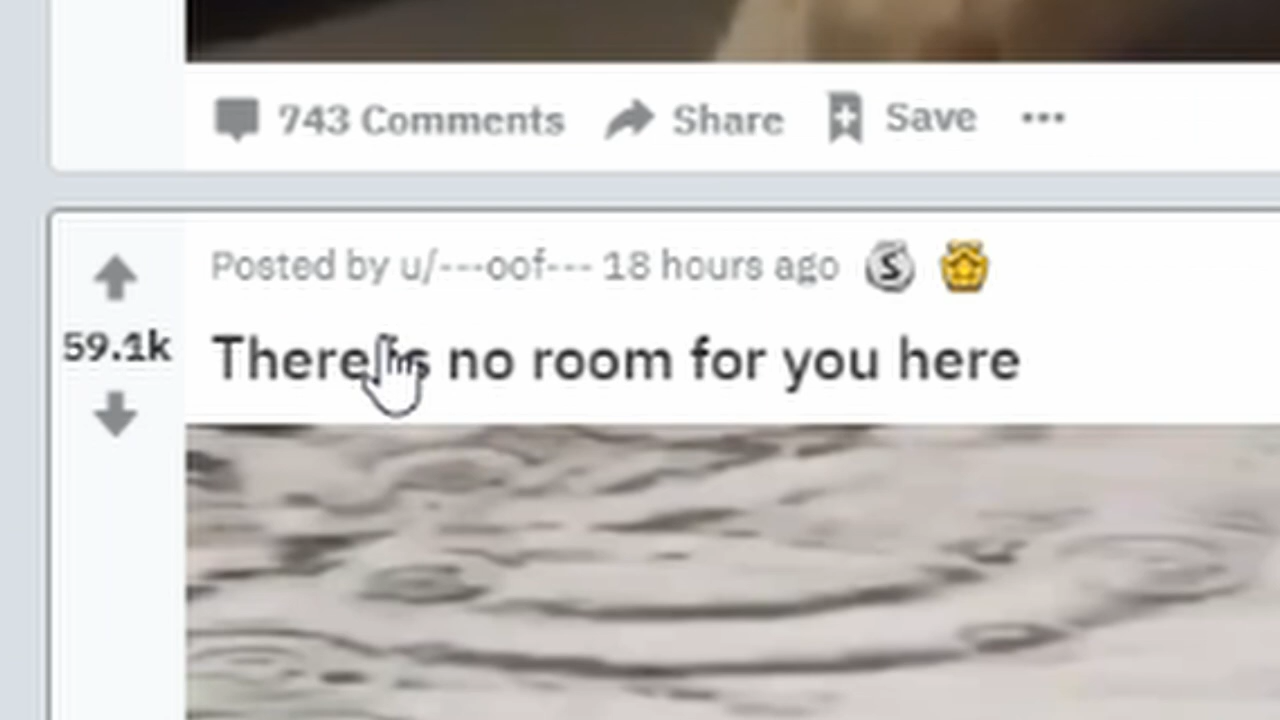 743 Comments Share Save
Posted by u/---oof--- 18 hours ago
59.1k
There is no room for you here